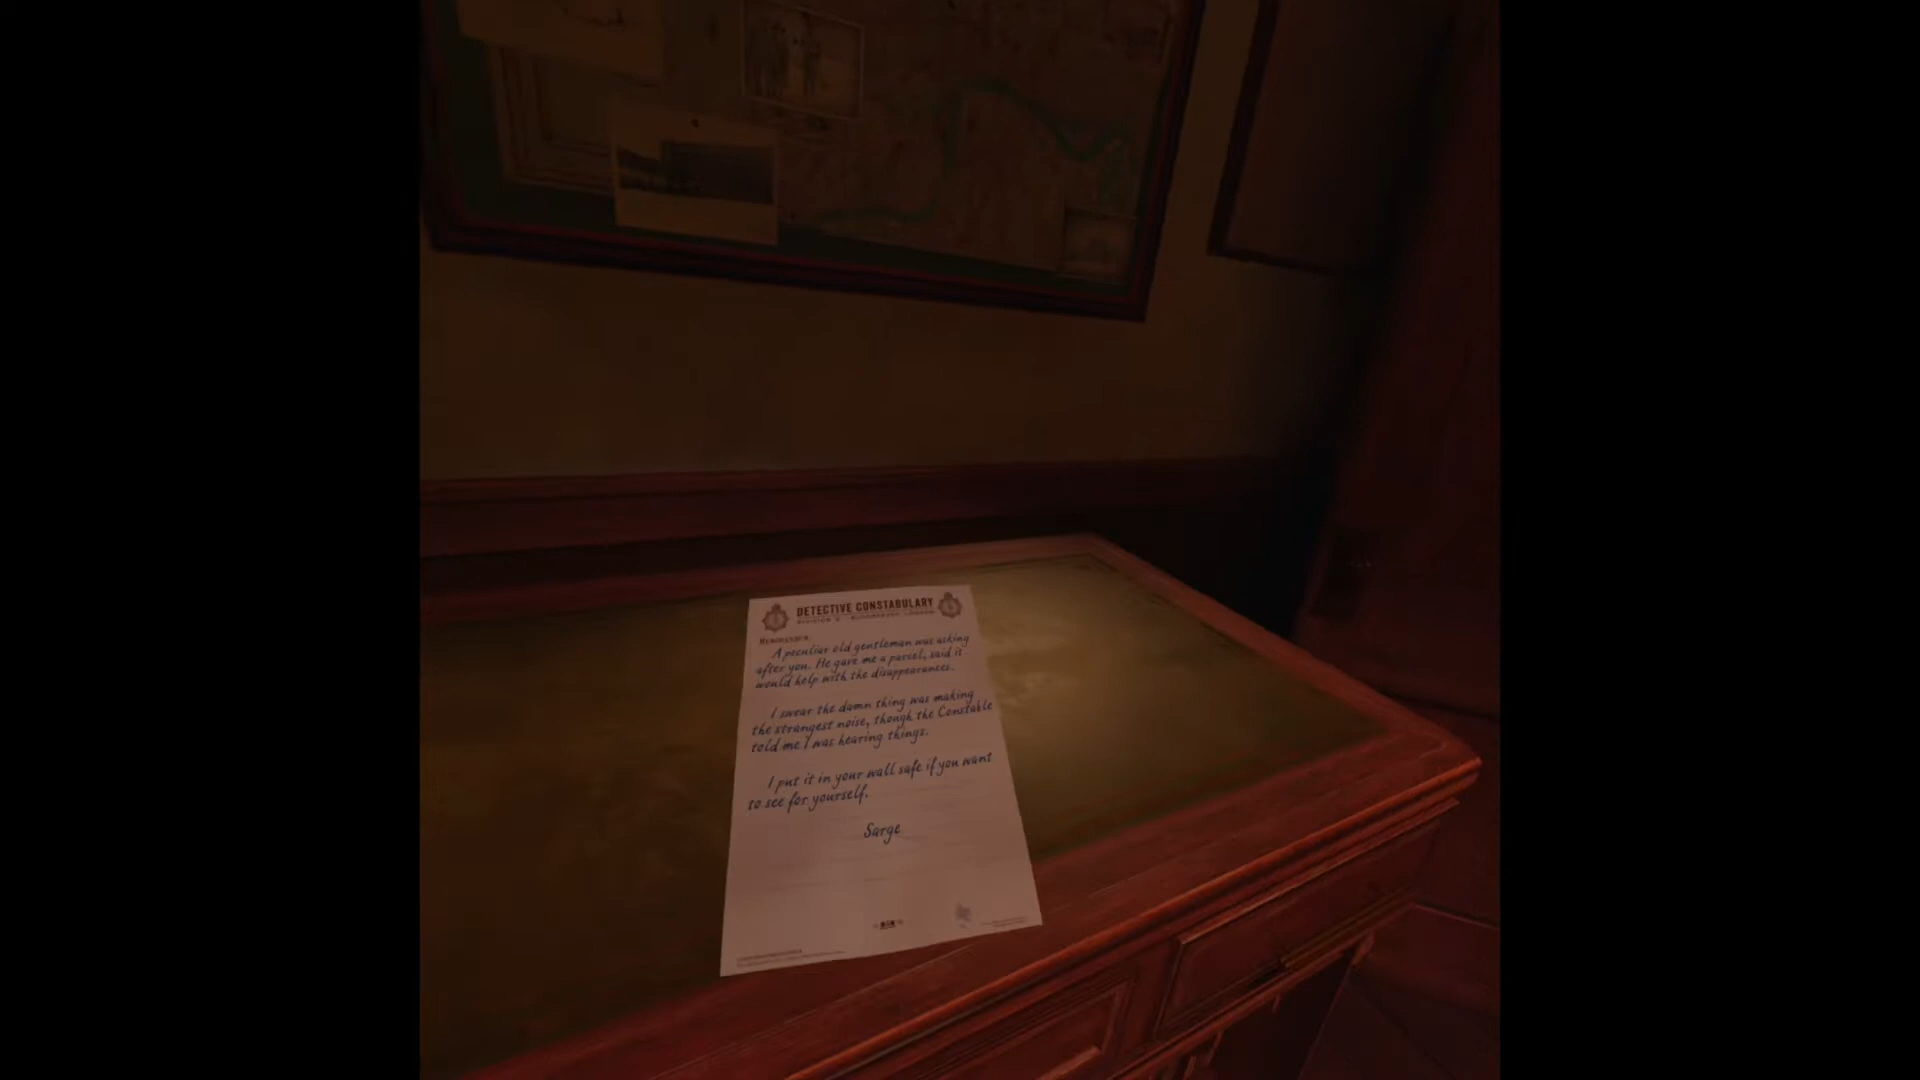 DETECTIVE CONSTABULARY
MEMORANDUM:
A peculiar old gentleman was asking
after you. He gave me a parcel, said it
would help with the disappearances.
I swear the damn thing was making
the strangest noise, though the Constable
told me I was hearing things.
I put it in your wall safe if you want
to see for yourself.
Sarge